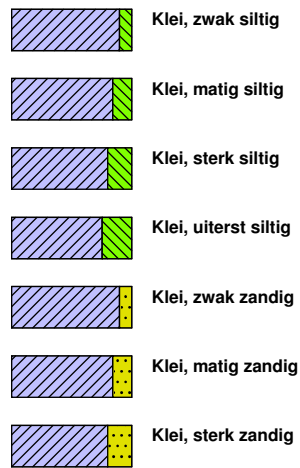 Klei, zwak siltig
Klei, matig siltig
Klei, sterk siltig
Klei, uiterst siltig
Klei, zwak zandig
Klei, matig zandig
Klei, sterk zandig